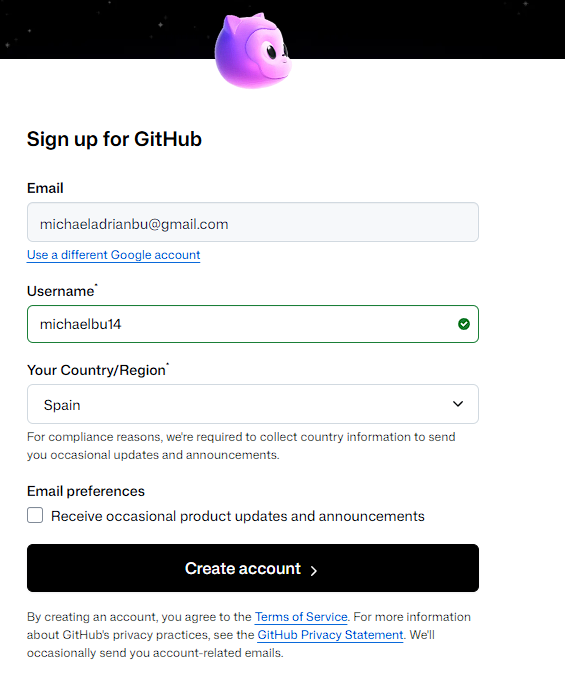 Sign up for GitHub
Email
michaeladrianbu@gmail.com
Use a different Google account
Username*
michaelbu14
Your Country/Region*
Spain
For compliance reasons, we're required to collect country information to send
you occasional updates and announcements.
Email preferences
Receive occasional product updates and announcements
Create account
By creating an account, you agree to the Terms of Service. For more information
about GitHub's privacy practices, see the GitHub Privacy Statement. We'll
occasionally send you account-related emails.